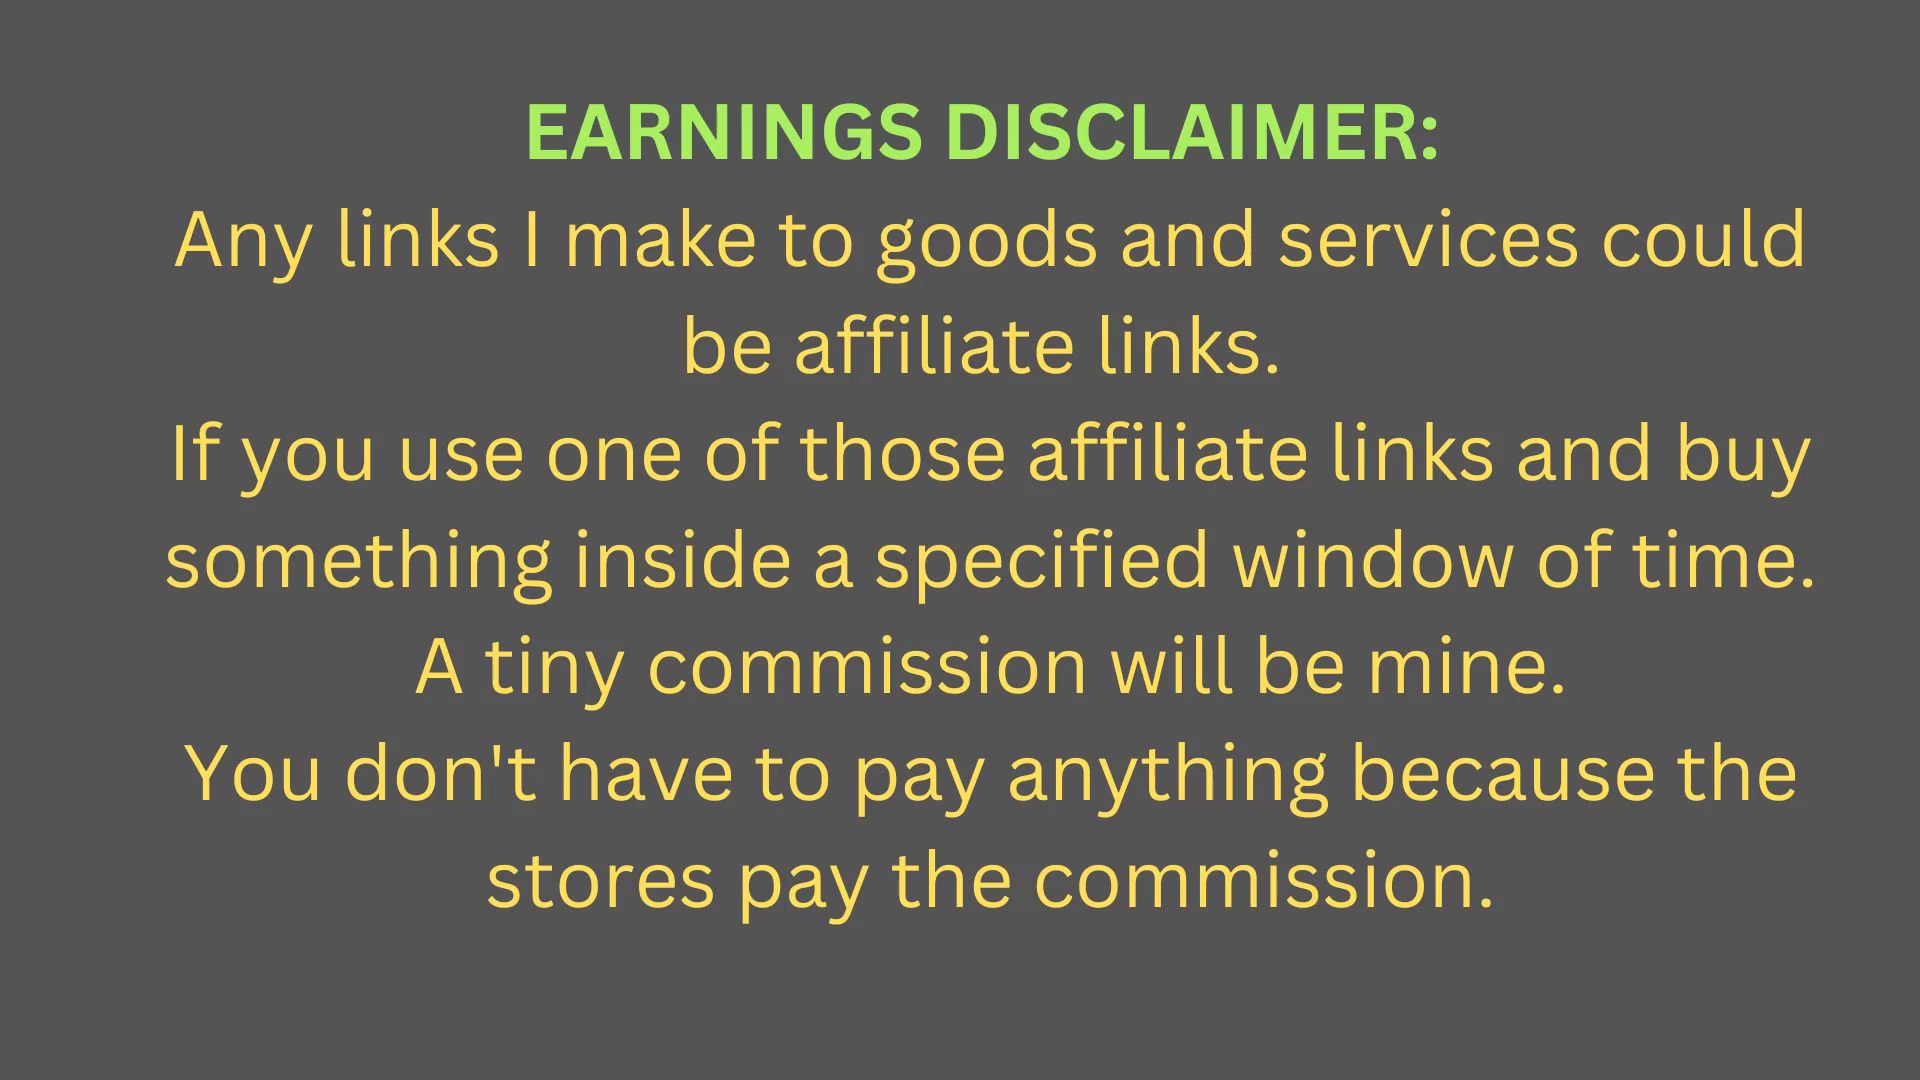 EARNINGS DISCLAIMER:
Any links I make to goods and services could
be affiliate links.
If you use one of those affiliate links and buy
something inside a specified window of time.
A tiny commission will be mine.
You don't have to pay anything because the
stores pay the commission.